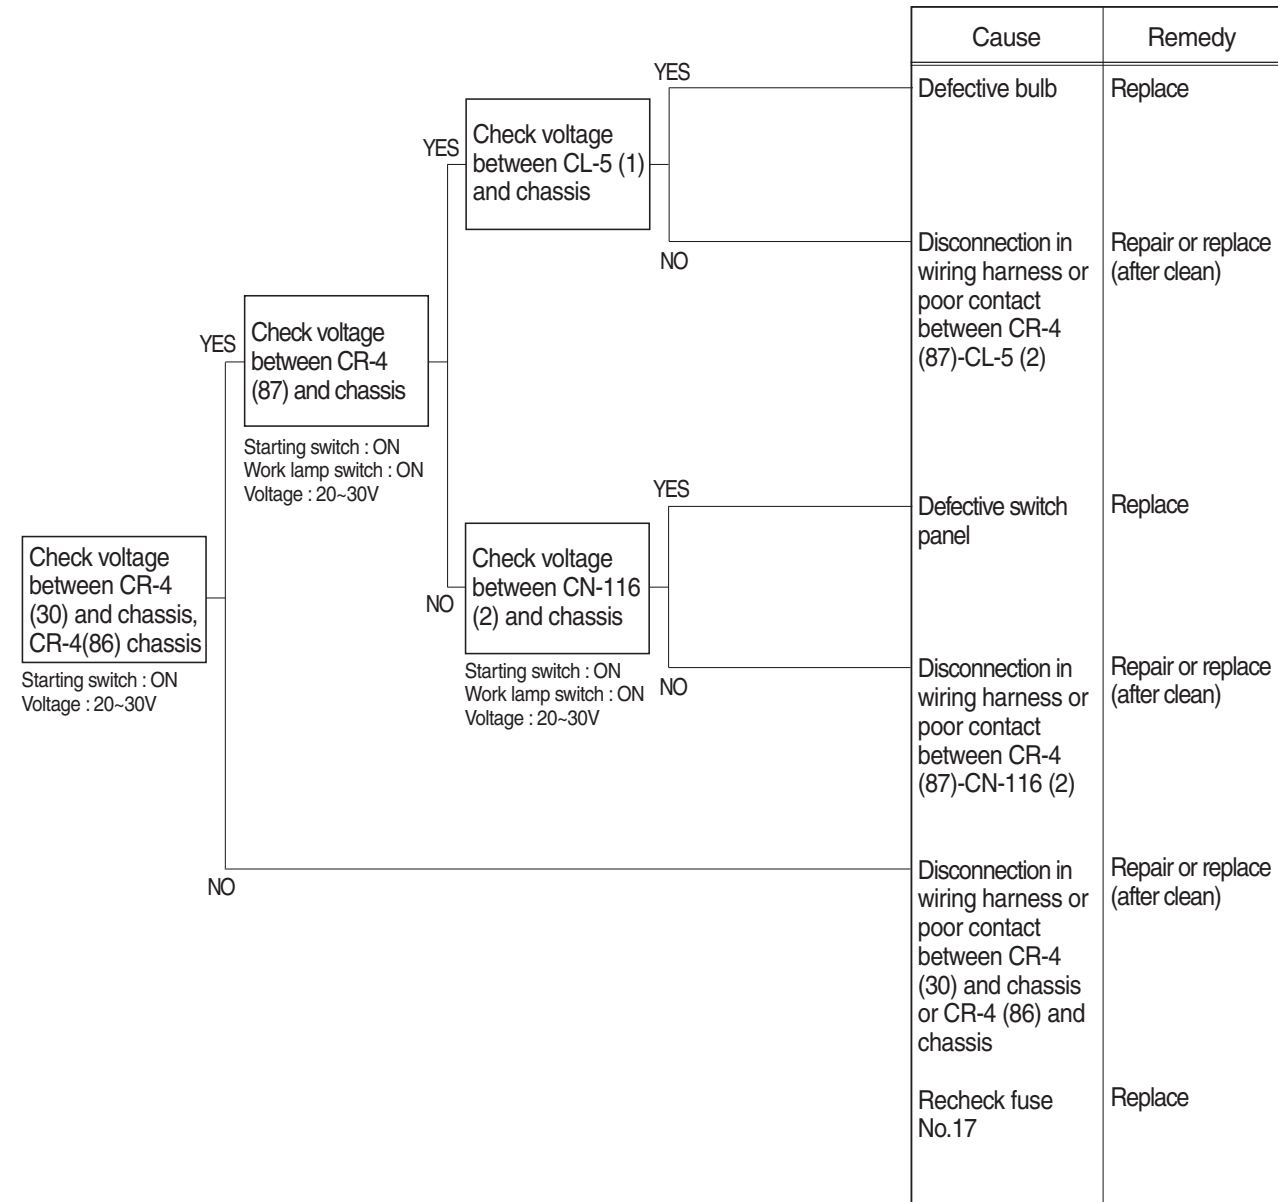 Cause
Remedy
YES
Defective bulb
Replace
YES
Check voltage
between CL-5 (1)
and chassis
NO
Disconnection in
wiring harness or
poor contact
between CR-4
(87)-CL-5 (2)
Repair or replace
(after clean)
YES
Check voltage
between CR-4
(87) and chassis
Starting switch : ON
Work lamp switch : ON
Voltage : 20~30V
YES
Defective switch
panel
Replace
NO
Check voltage
between CN-116
(2) and chassis
Starting switch : ON
Work lamp switch : ON
Voltage : 20~30V
NO
Disconnection in
wiring harness or
poor contact
between CR-4
(87)-CN-116 (2)
Repair or replace
(after clean)
Check voltage
between CR-4
(30) and chassis,
CR-4(86) chassis
Starting switch : ON
Voltage : 20~30V
NO
Disconnection in
wiring harness or
poor contact
between CR-4
(30) and chassis
or CR-4 (86) and
chassis
Repair or replace
(after clean)
Recheck fuse
No.17
Replace